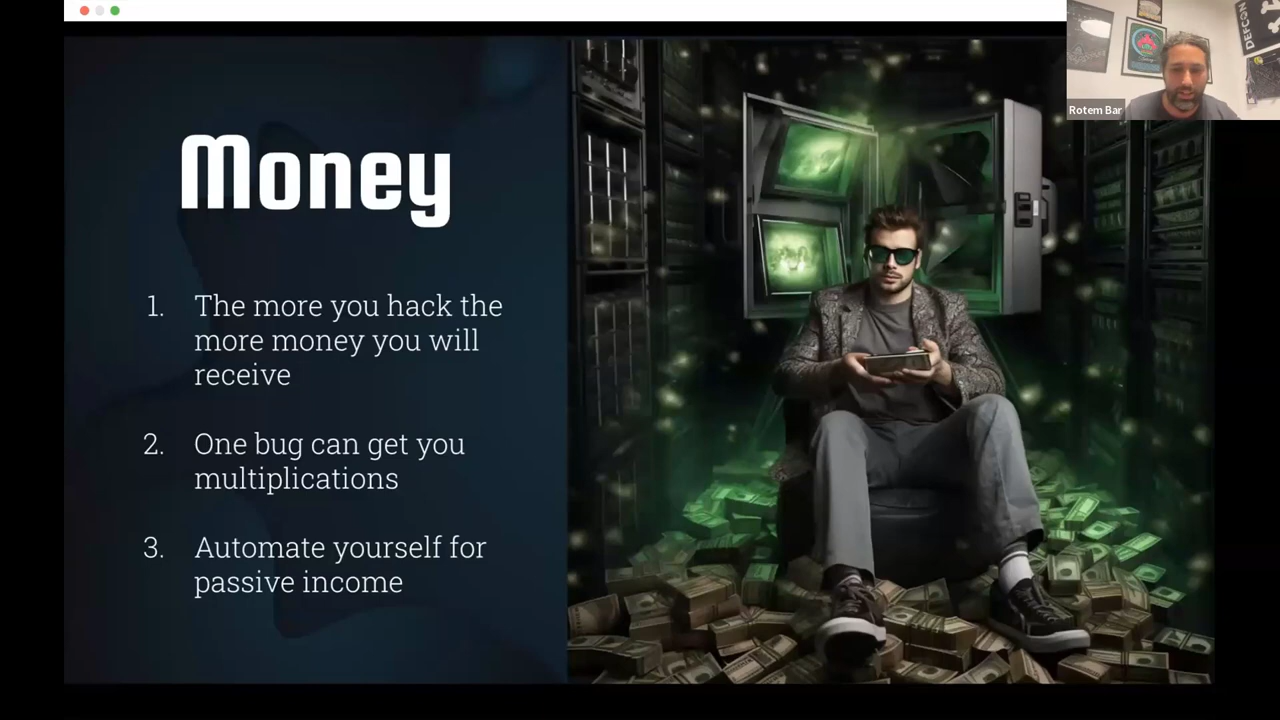 Money
1. The more you hack the
more money you will
receive
2. One bug can get you
multiplications
3. Automate yourself for
passive income
Rotem Bar
DEFCON